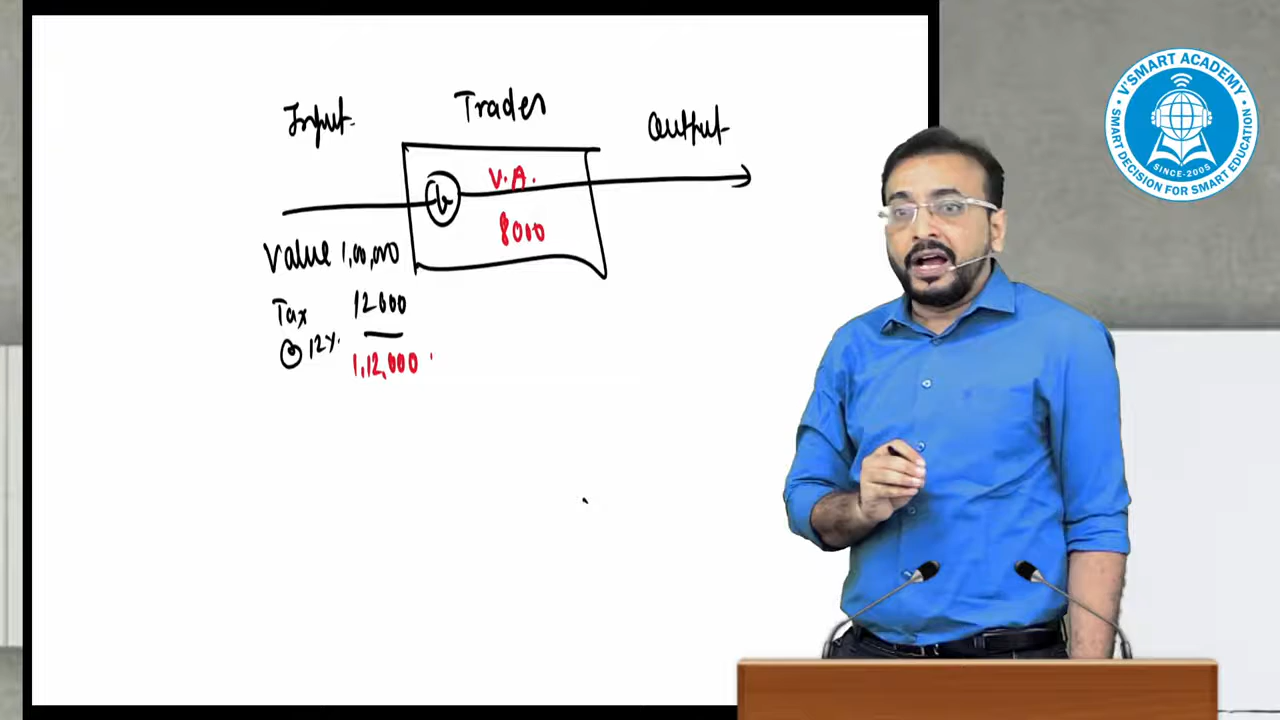 Input
Trader
Output
V.A.
8000
Value 1,00,000
Tax 12000
@ 12%
1,12,000
V'SMART ACADEMY
SMART DECISION FOR SMART EDUCATION
SINCE-2005